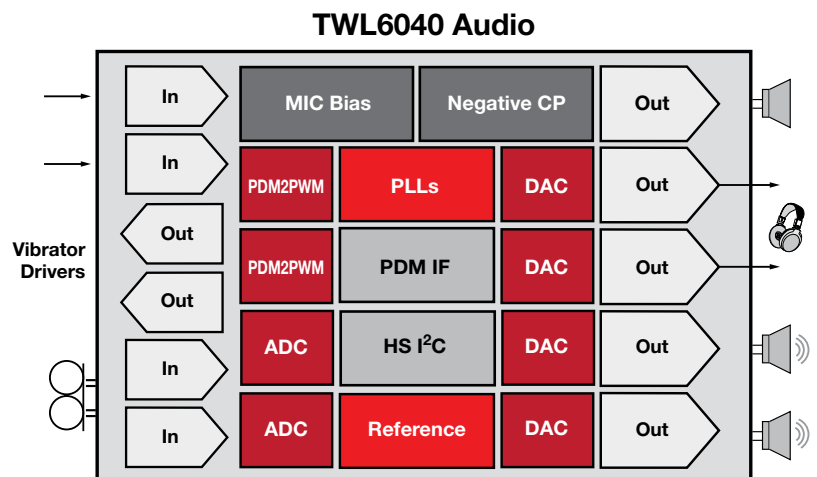 TWL6040 Audio
In
MIC Bias
Negative CP
Out
In
PDM2PWM
PLLs
DAC
Out
Vibrator
Drivers
Out
PDM2PWM
PDM IF
DAC
Out
Out
In
ADC
HS I²C
DAC
Out
In
ADC
Reference
DAC
Out